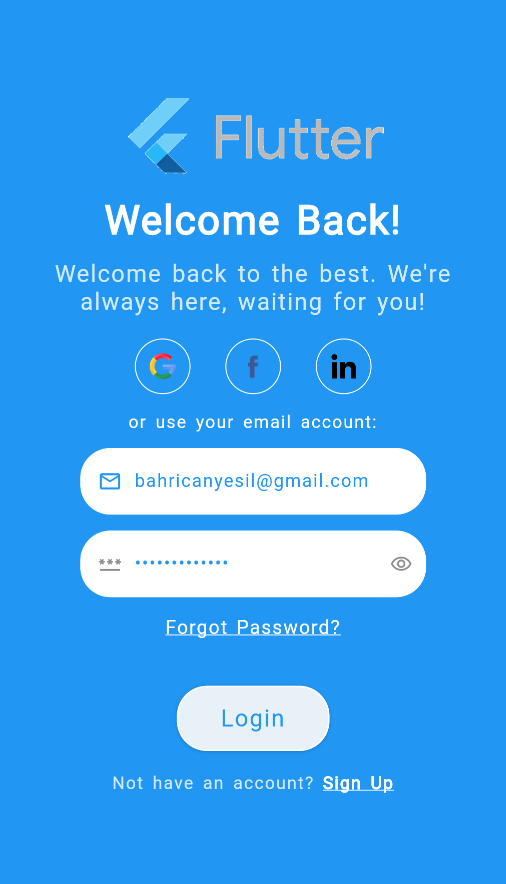 Flutter
Welcome Back!
Welcome back to the best. We're
always here, waiting for you!
f
in
or use your email account:
bahricanyesil@gmail.com
***
•••••••••••••
Forgot Password?
Login
Not have an account? Sign Up